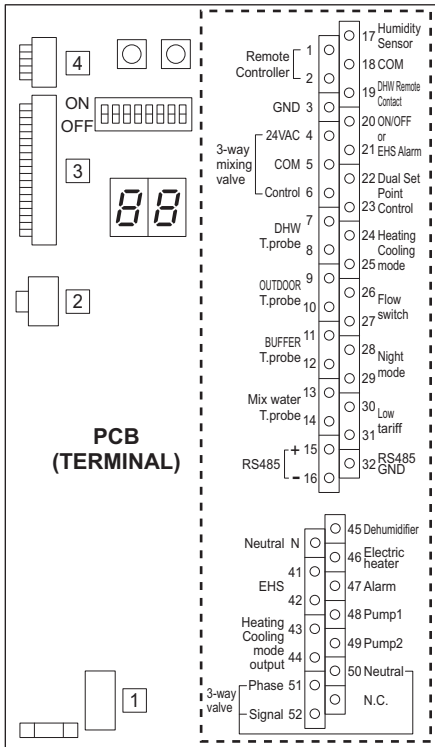 4
ON
OFF
3
88
2
PCB
(TERMINAL)
1
Remote
Controller
1
2
GND 3
3-way
mixing
valve
24VAC 4
COM 5
Control 6
DHW
T.probe
7
8
OUTDOOR
T.probe
9
10
BUFFER
T.probe
11
12
Mix water
T.probe
13
14
RS485
+ 15
- 16
17 Humidity
Sensor
18 COM
19 DHW Remote
Contact
20 ON/OFF
or
21 EHS Alarm
22 Dual Set
Point
23 Control
24 Heating
Cooling
25 mode
26
Flow
switch
27
28
Night
mode
29
30
Low
tariff
31
32 RS485
GND
Neutral N
EHS
41
42
Heating
Cooling
mode
output
43
44
3-way
valve
Phase 51
Signal 52
45 Dehumidifier
46 Electric
heater
47 Alarm
48 Pump1
49 Pump2
50 Neutral
N.C.